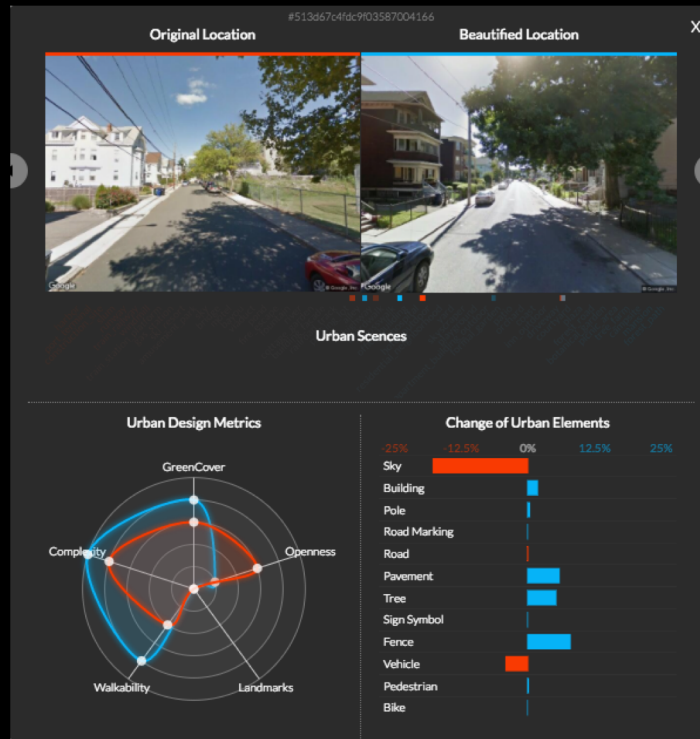 #513d67c4fdc9f03587004166
X
Original Location
Beautified Location
Google
© Google, Inc
Google
© Google, Inc
Urban Scences
Urban Design Metrics
GreenCover
Complexity
Openness
Walkability
Landmarks
Change of Urban Elements
-25% -12.5% 0% 12.5% 25%
Sky
Building
Pole
Road Marking
Road
Pavement
Tree
Sign Symbol
Fence
Vehicle
Pedestrian
Bike